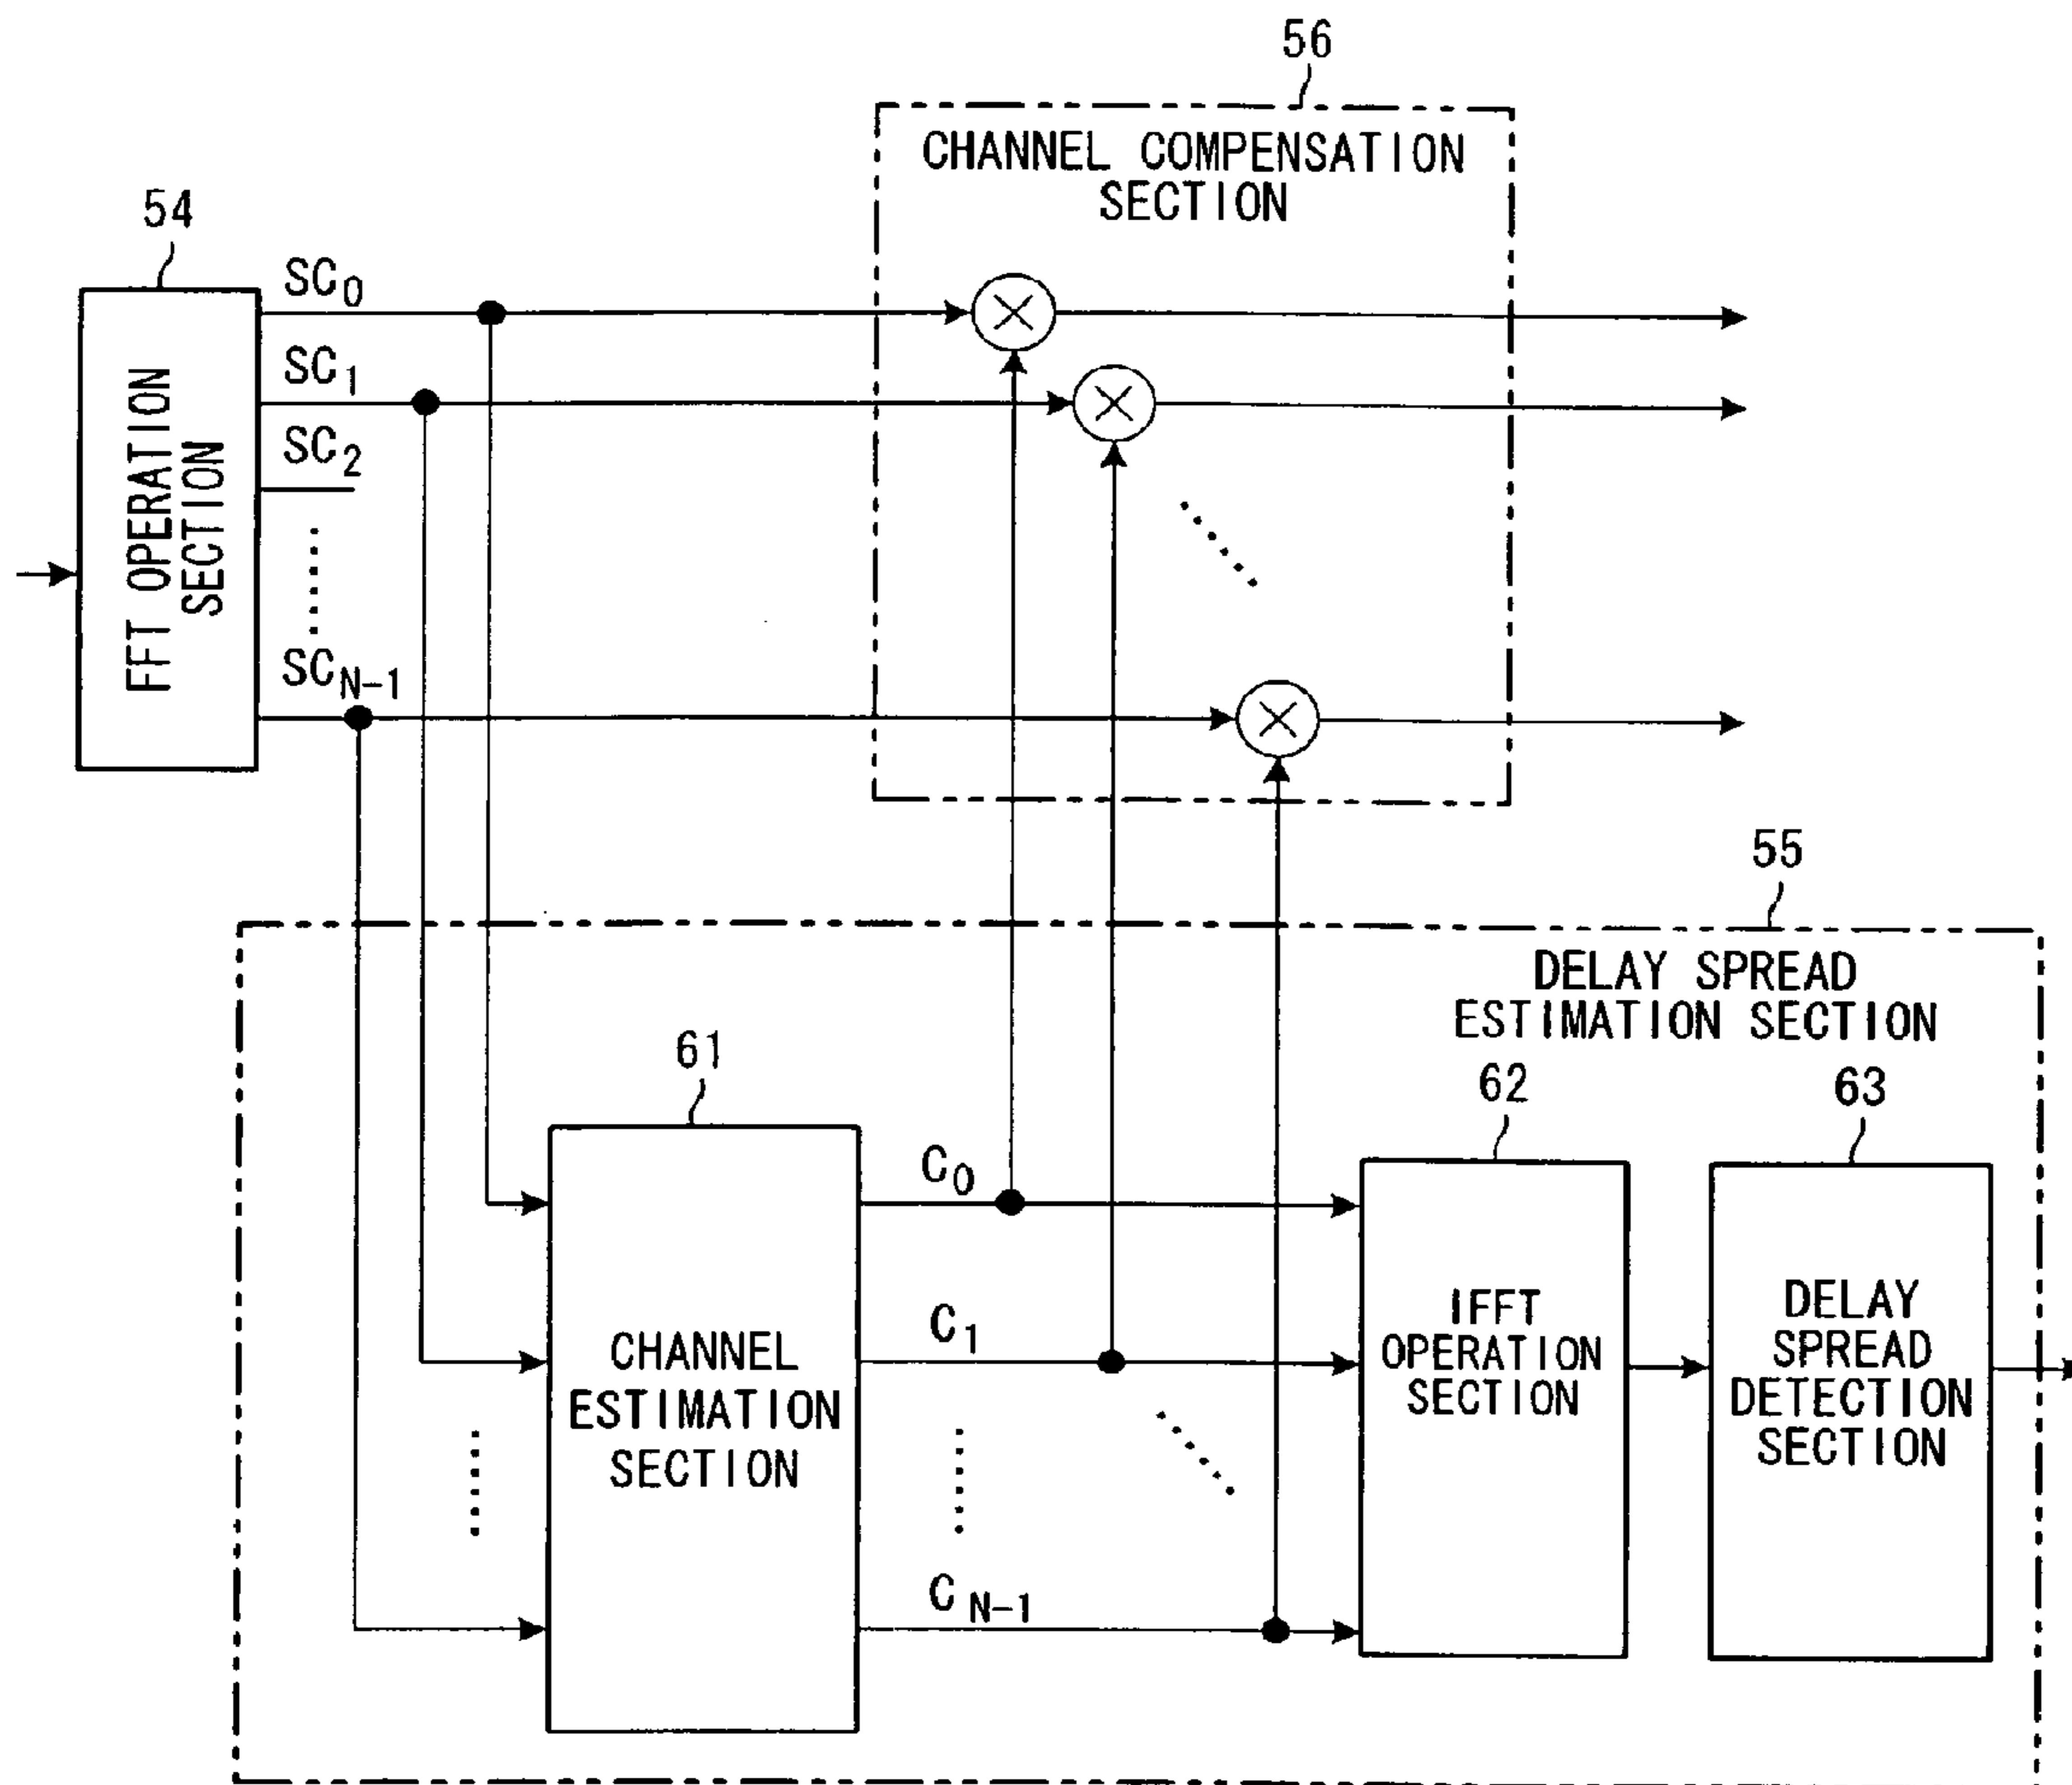 56
CHANNEL COMPENSATION
SECTION
54
SC0
SC1
SC2
SCN-1
FFT OPERATION
SECTION
55
DELAY SPREAD
ESTIMATION SECTION
61
62
63
C0
C1
CN-1
CHANNEL
ESTIMATION
SECTION
IFFT
OPERATION
SECTION
DELAY
SPREAD
DETECTION
SECTION